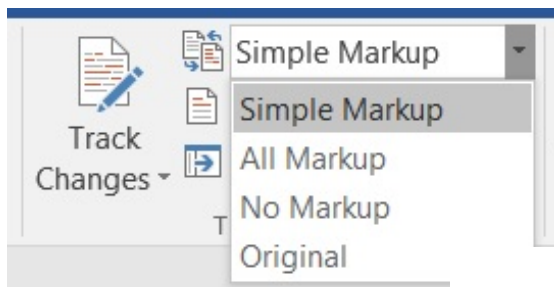 Simple Markup
Track
Changes
Simple Markup
All Markup
No Markup
Original
T